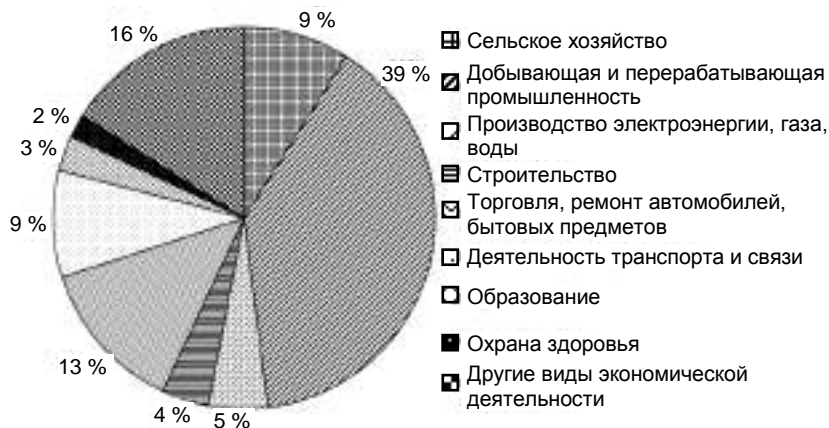 16 %
9 %
39 %
2 %
3 %
9 %
13 %
4 %
5 %
Сельское хозяйство
Добывающая и перерабатывающая
промышленность
Производство электроэнергии, газа,
воды
Строительство
Торговля, ремонт автомобилей,
бытовых предметов
Деятельность транспорта и связи
Образование
Охрана здоровья
Другие виды экономической
деятельности